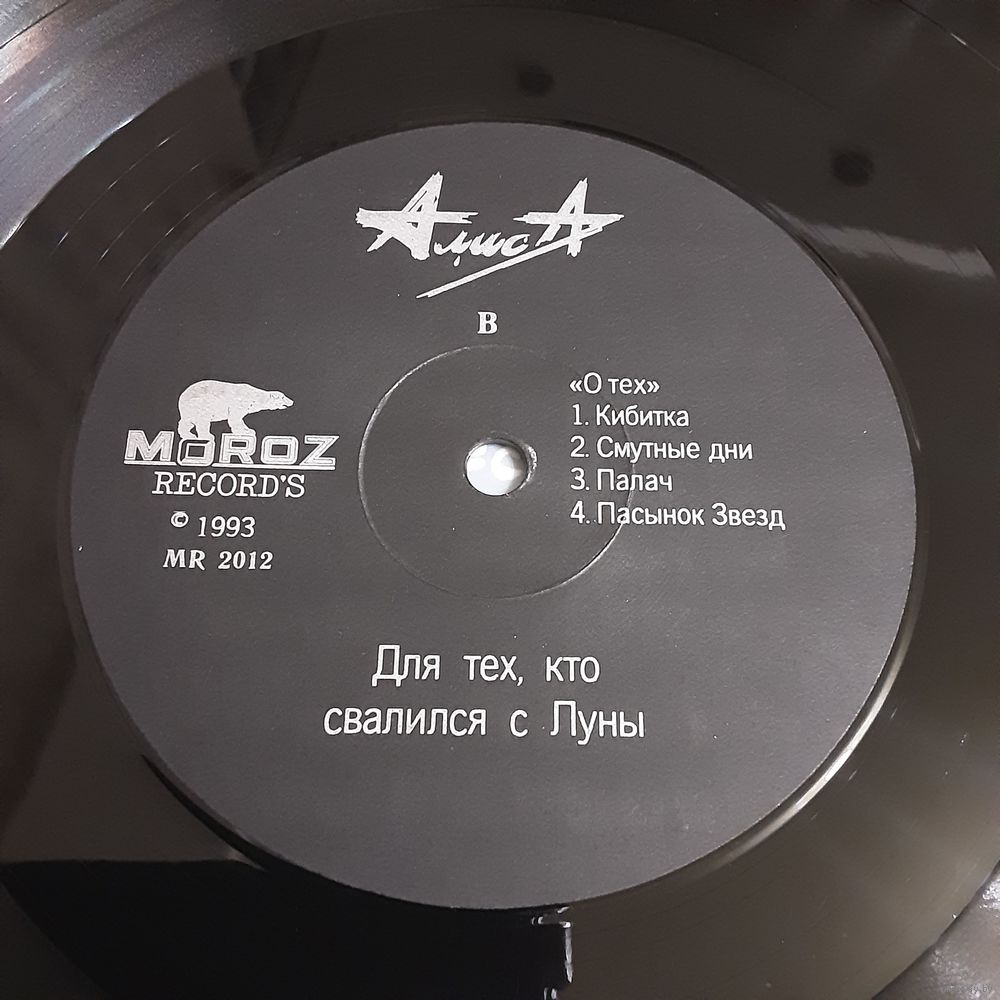 АлисА
B
«О тех»
1. Кибитка
2. Смутные дни
3. Палач
4. Пасынок Звезд
MOROZ
RECORD'S
© 1993
MR 2012
Для тех, кто
свалился с Луны